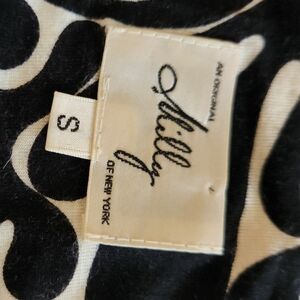 AN ORIGINAL
Milly
OF NEW YORK
S